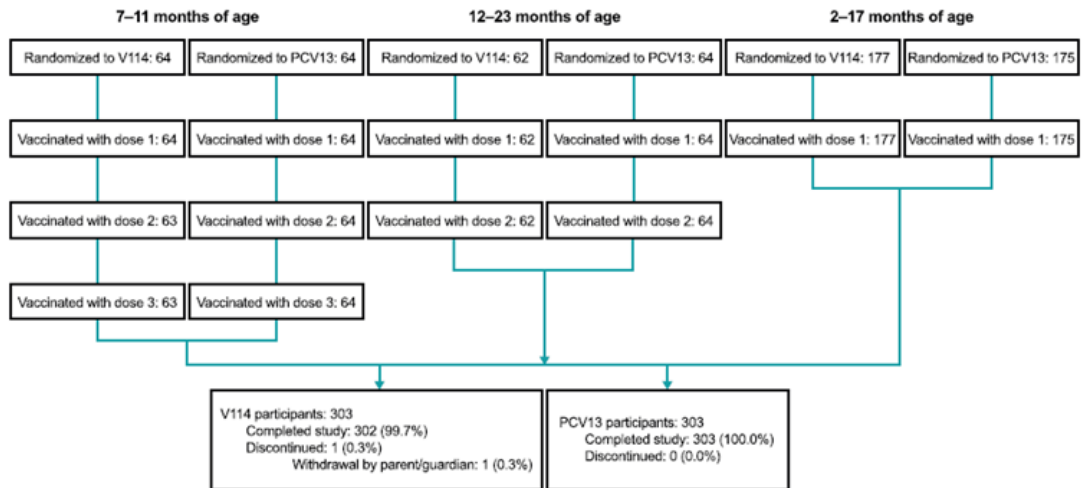 7–11 months of age
12–23 months of age
2–17 months of age
Randomized to V114: 64
Randomized to PCV13: 64
Randomized to V114: 62
Randomized to PCV13: 64
Randomized to V114: 177
Randomized to PCV13: 175
Vaccinated with dose 1: 64
Vaccinated with dose 1: 64
Vaccinated with dose 1: 62
Vaccinated with dose 1: 64
Vaccinated with dose 1: 177
Vaccinated with dose 1: 175
Vaccinated with dose 2: 63
Vaccinated with dose 2: 64
Vaccinated with dose 2: 62
Vaccinated with dose 2: 64
Vaccinated with dose 3: 63
Vaccinated with dose 3: 64
V114 participants: 303
Completed study: 302 (99.7%)
Discontinued: 1 (0.3%)
Withdrawal by parent/guardian: 1 (0.3%)
PCV13 participants: 303
Completed study: 303 (100.0%)
Discontinued: 0 (0.0%)